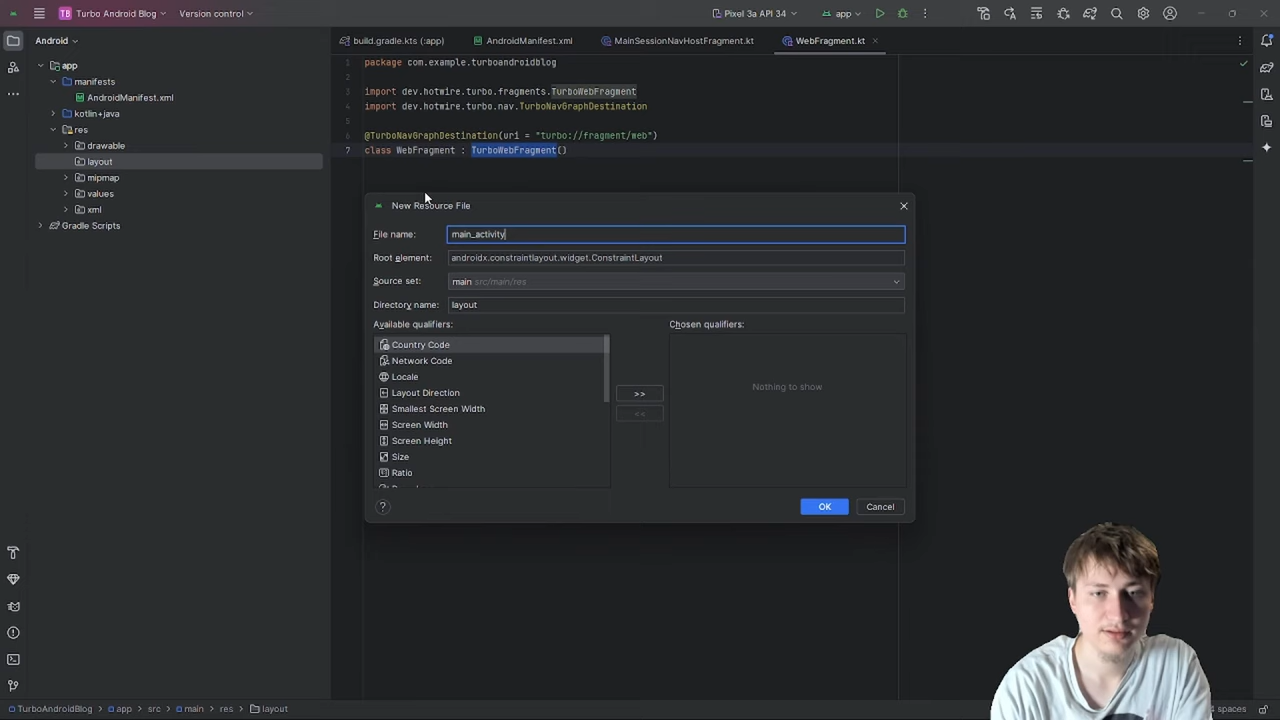 TB Turbo Android Blog
Version control
Pixel 3a API 34
app
Android
build.gradle.kts (:app)
AndroidManifest.xml
MainSessionNavHostFragment.kt
WebFragment.kt
app
manifests
AndroidManifest.xml
kotlin+java
res
drawable
layout
mipmap
values
xml
Gradle Scripts
1 package com.example.turboandroidblog
2
3 import dev.hotwire.turbo.fragments.TurboWebFragment
4 import dev.hotwire.turbo.nav.TurboNavGraphDestination
5
6 @TurboNavGraphDestination(uri = "turbo://fragment/web")
7 class WebFragment : TurboWebFragment()
New Resource File
File name: main_activity
Root element: androidx.constraintlayout.widget.ConstraintLayout
Source set: main src/main/res
Directory name: layout
Available qualifiers:
Chosen qualifiers:
Country Code
Network Code
Locale
Layout Direction
Smallest Screen Width
Screen Width
Screen Height
Size
Ratio
>>
<<
Nothing to show
?
OK
Cancel
TurboAndroidBlog > app > src > main > res > layout
spaces